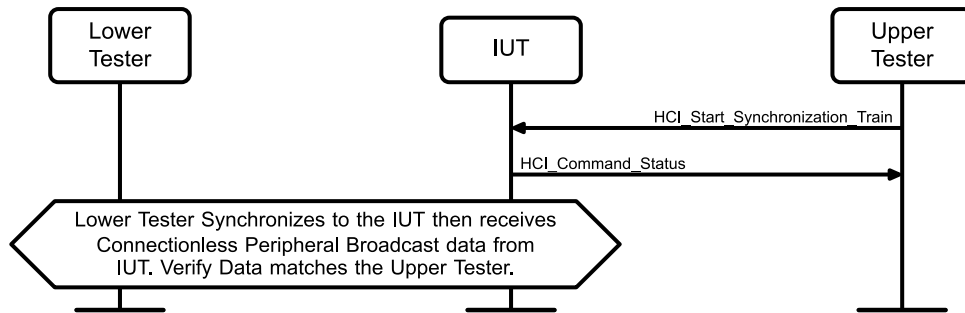 Lower
Tester
IUT
Upper
Tester
HCI_Start_Synchronization_Train
HCI_Command_Status
Lower Tester Synchronizes to the IUT then receives
Connectionless Peripheral Broadcast data from
IUT. Verify Data matches the Upper Tester.